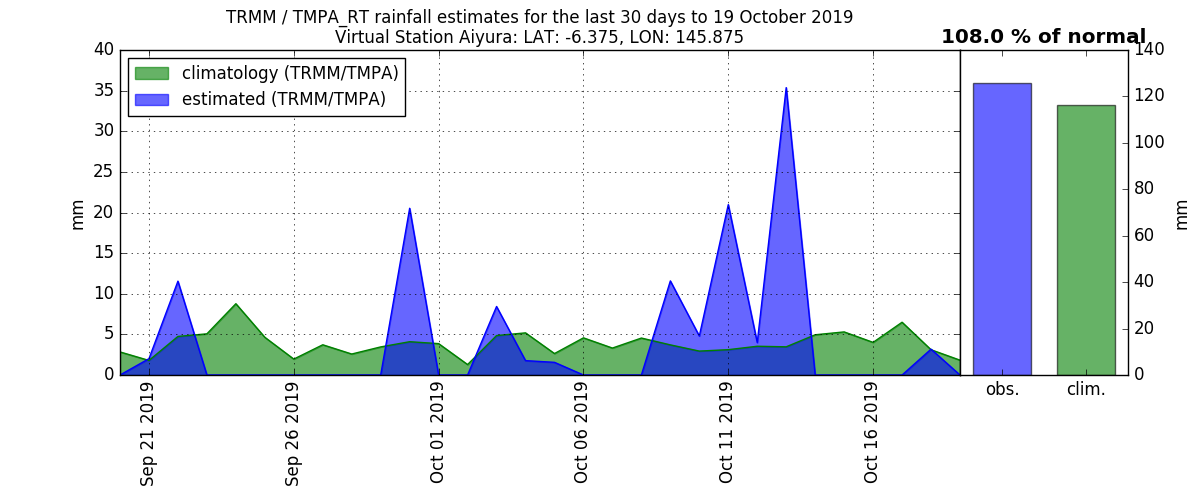 TRMM / TMPA_RT rainfall estimates for the last 30 days to 19 October 2019
Virtual Station Aiyura: LAT: -6.375, LON: 145.875
108.0 % of normal
climatology (TRMM/TMPA)
estimated (TRMM/TMPA)
mm
40
35
30
25
20
15
10
5
0
Sep 21 2019
Sep 26 2019
Oct 01 2019
Oct 06 2019
Oct 11 2019
Oct 16 2019
140
120
100
80
60
40
20
0
mm
obs.
clim.